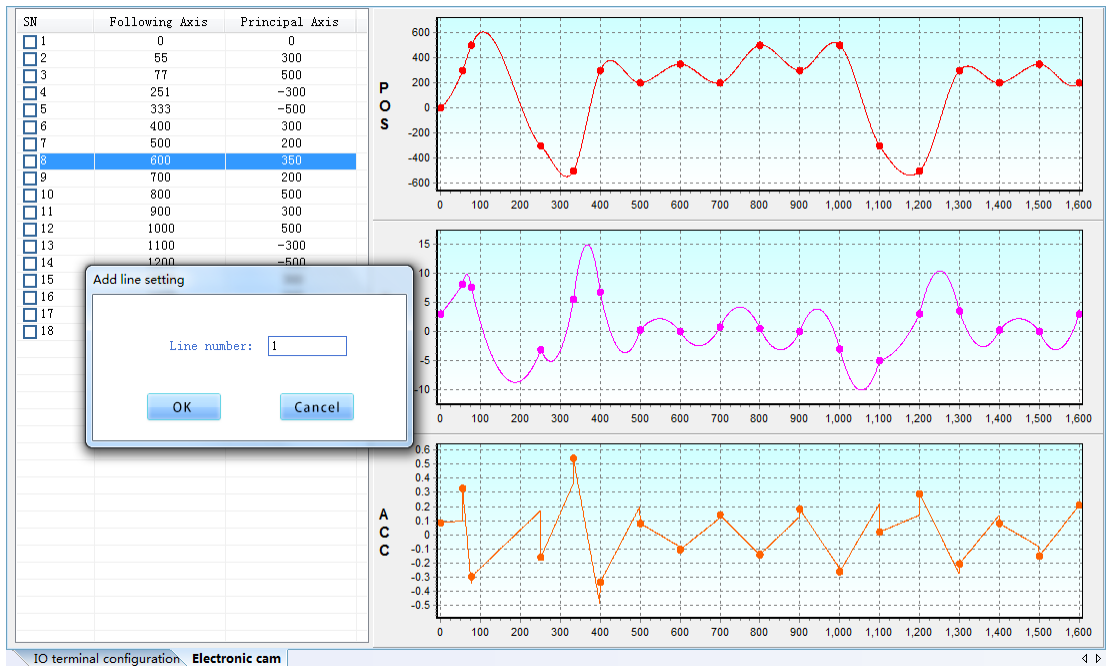 SN Following Axis Principal Axis
1 0 0
2 55 300
3 77 500
4 251 -300
5 333 -500
6 400 300
7 500 200
8 600 350
9 700 200
10 800 500
11 900 300
12 1000 500
13 1100 -300
14 1200 -500
15
16
17
18
Add line setting
Line number: 1
OK Cancel
POS
600
400
200
0
-200
-400
-600
0 100 200 300 400 500 600 700 800 900 1,000 1,100 1,200 1,300 1,400 1,500 1,600
15
10
5
0
-5
-10
0 100 200 300 400 500 600 700 800 900 1,000 1,100 1,200 1,300 1,400 1,500 1,600
ACC
0.6
0.5
0.4
0.3
0.2
0.1
0
-0.1
-0.2
-0.3
-0.4
-0.5
0 100 200 300 400 500 600 700 800 900 1,000 1,100 1,200 1,300 1,400 1,500 1,600
IO terminal configuration Electronic cam